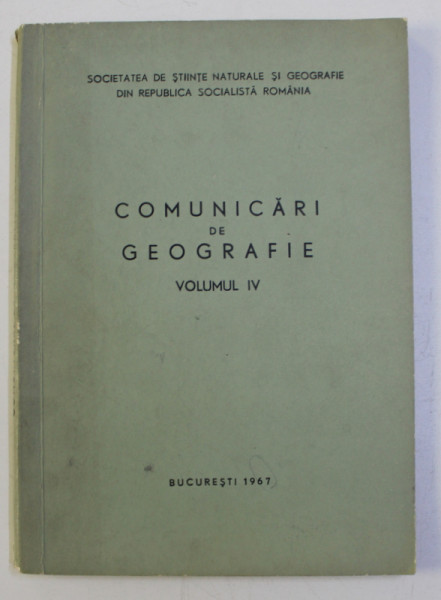 SOCIETATEA DE ȘTIINȚE NATURALE ȘI GEOGRAFIE
DIN REPUBLICA SOCIALISTĂ ROMÂNIA
COMUNICĂRI
DE
GEOGRAFIE
VOLUMUL IV
BUCUREȘTI 1967